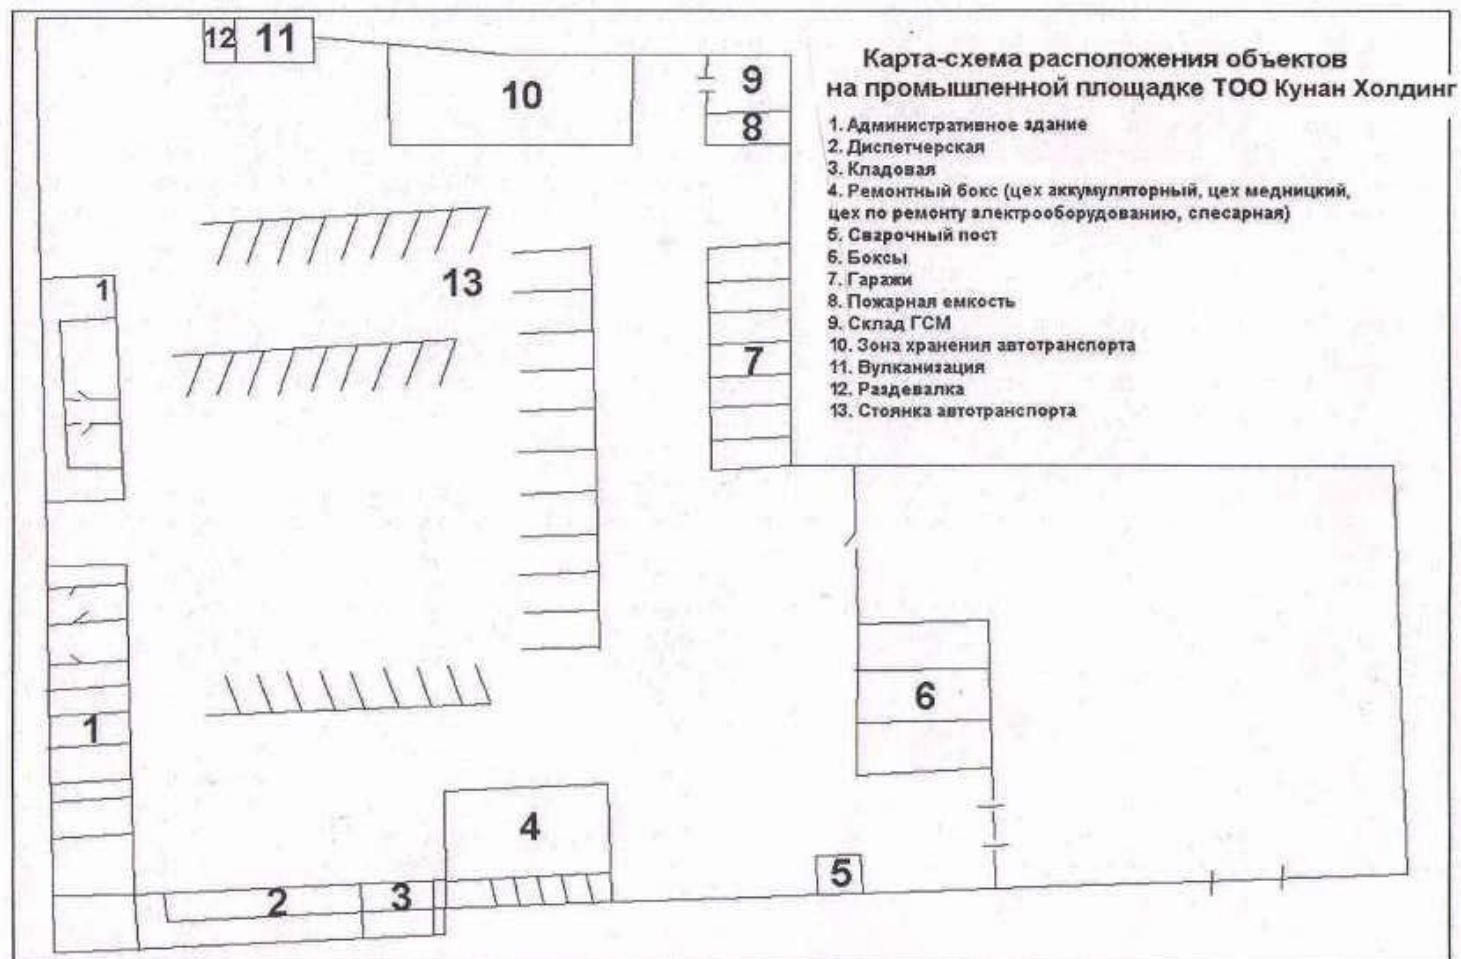 Карта-схема расположения объектов
на промышленной площадке ТОО Кунан Холдинг
1. Административное здание
2. Диспетчерская
3. Кладовая
4. Ремонтный бокс (цех аккумуляторный, цех медницкий,
цех по ремонту электрооборудованию, слесарная)
5. Сварочный пост
6. Боксы
7. Гаражи
8. Пожарная емкость
9. Склад ГСМ
10. Зона хранения автотранспорта
11. Вулканизация
12. Раздевалка
13. Стоянка автотранспорта
12 11
10
9
8
13
1
7
6
1
4
5
2
3